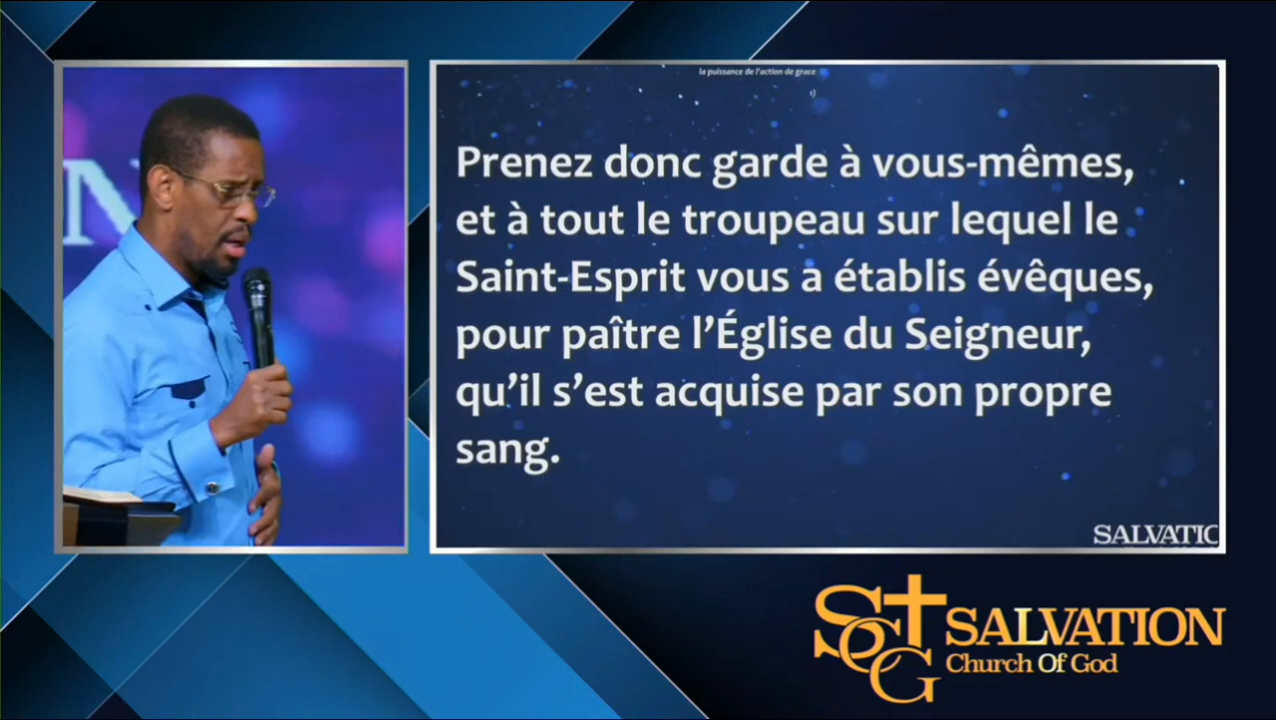 la puissance de l'action de grace
Prenez donc garde à vous-mêmes,
et à tout le troupeau sur lequel le
Saint-Esprit vous a établis évêques,
pour paître l'Église du Seigneur,
qu'il s'est acquise par son propre
sang.
SALVATIC
N
SCG
SALVATION
Church Of God